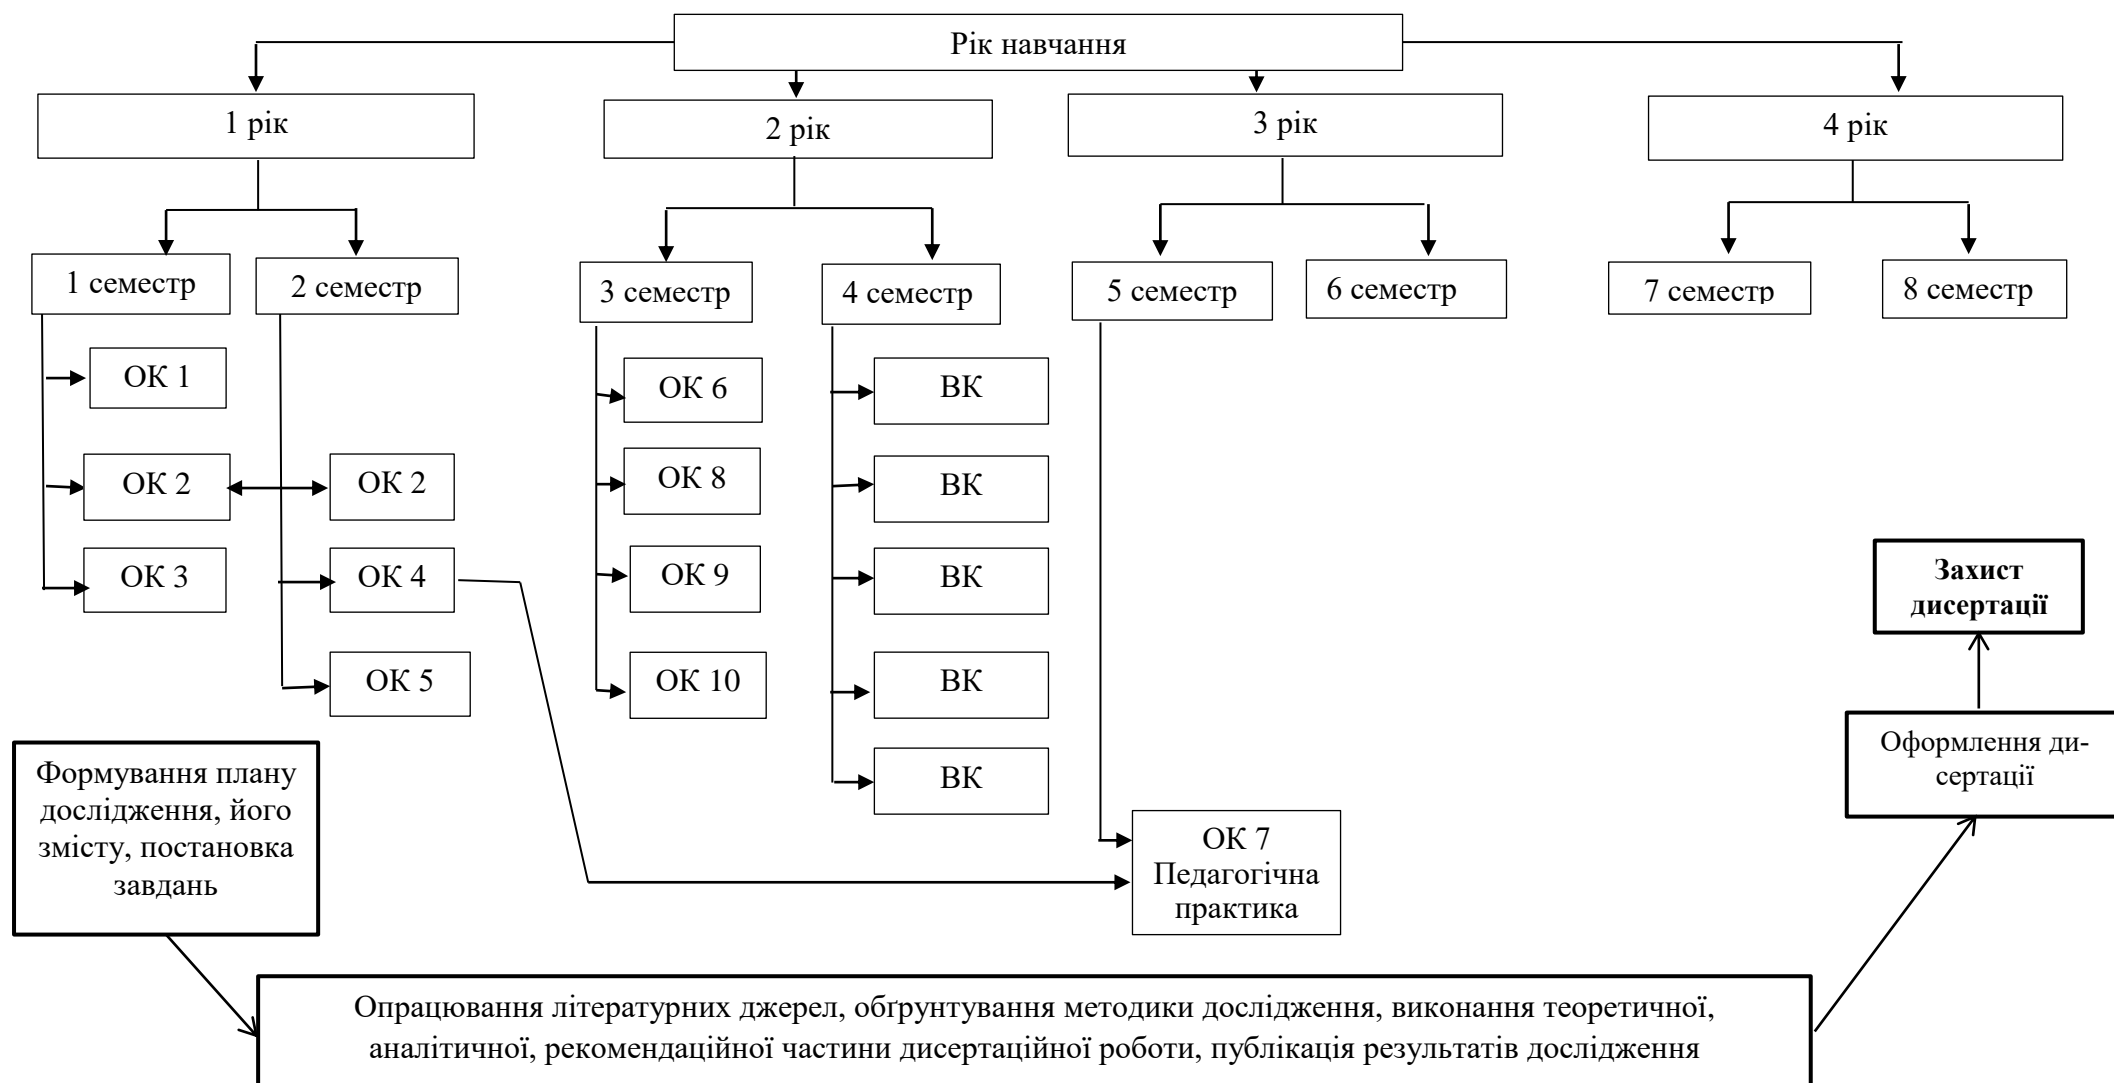 Рік навчання
1 рік
2 рік
3 рік
4 рік
1 семестр
2 семестр
3 семестр
4 семестр
5 семестр
6 семестр
7 семестр
8 семестр
ОК 1
ОК 6
ВК
ОК 2
ОК 2
ОК 8
ВК
ОК 3
ОК 4
ОК 9
ВК
Захист
дисертації
ОК 5
ОК 10
ВК
Формування плану
дослідження, його
змісту, постановка
завдань
ВК
Оформлення ди-
сертації
ОК 7
Педагогічна
практика
Опрацювання літературних джерел, обґрунтування методики дослідження, виконання теоретичної,
аналітичної, рекомендаційної частини дисертаційної роботи, публікація результатів дослідження